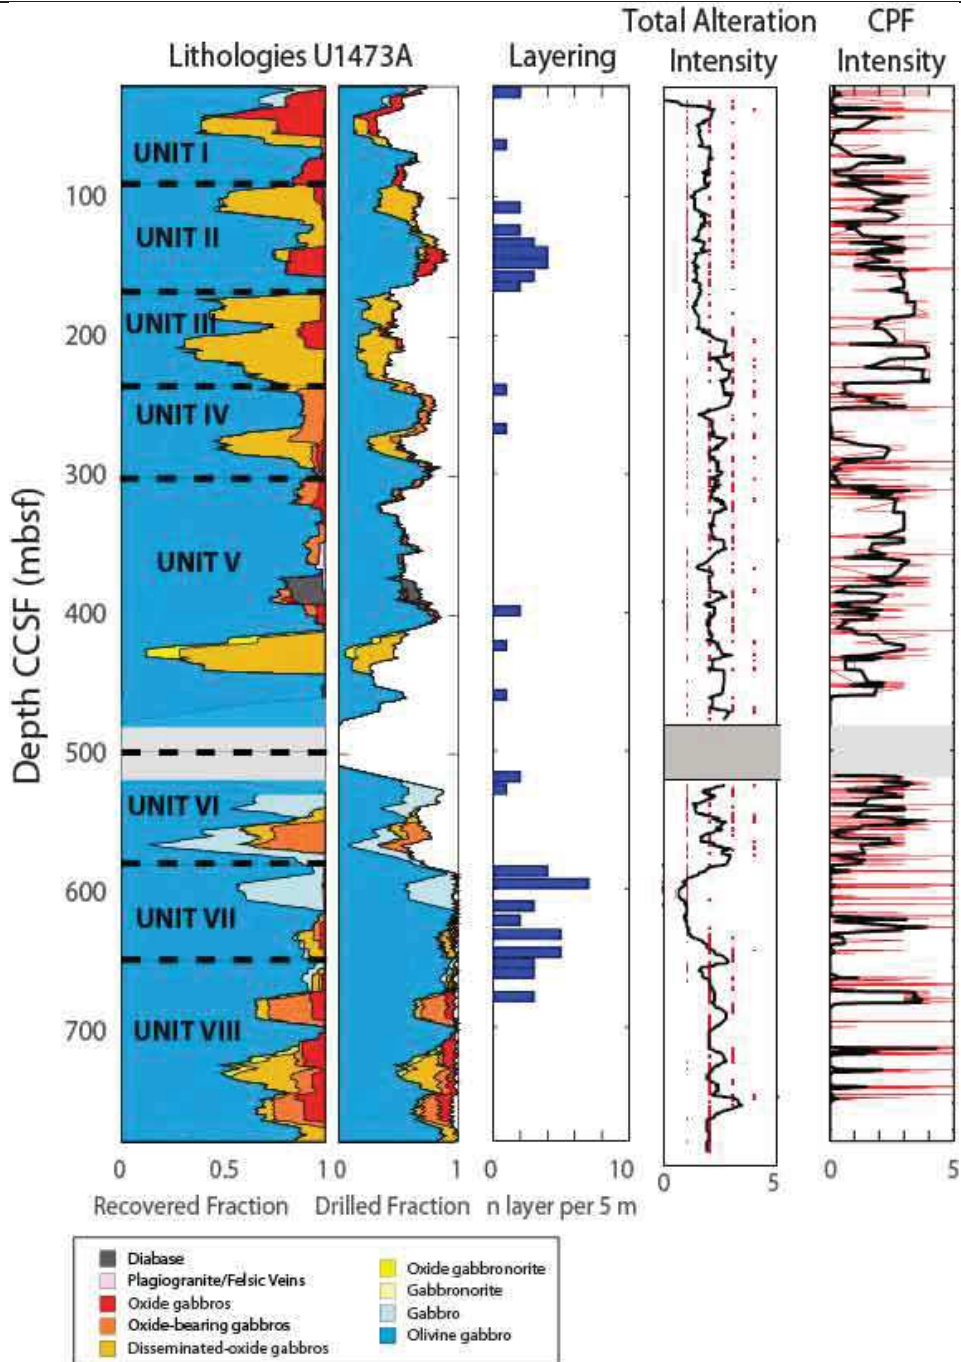 Total Alteration
CPF
Lithologies U1473A
Layering
Intensity
Intensity
UNIT I
100
UNIT II
UNIT III
200
UNIT IV
300
UNIT V
400
Depth CCSF (mbsf)
500
UNIT VI
600
UNIT VII
700
UNIT VIII
0 0.5 1 0 1 0 10 0 5 0 5
Recovered Fraction Drilled Fraction n layer per 5 m
Diabase
Plagiogranite/Felsic Veins
Oxide gabbros
Oxide-bearing gabbros
Disseminated-oxide gabbros
Oxide gabbronorite
Gabbronorite
Gabbro
Olivine gabbro